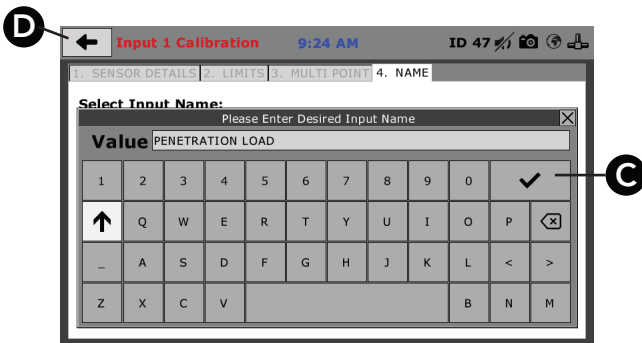 D
Input 1 Calibration 9:24 AM ID 47
1. SENSOR DETAILS 2. LIMITS 3. MULTI POINT 4. NAME
Select Input Name:
Please Enter Desired Input Name
Value PENETRATION LOAD
1 2 3 4 5 6 7 8 9 0
C
Q W E R T Y U I O P
_ A S D F G H J K L < >
Z X C V B N M